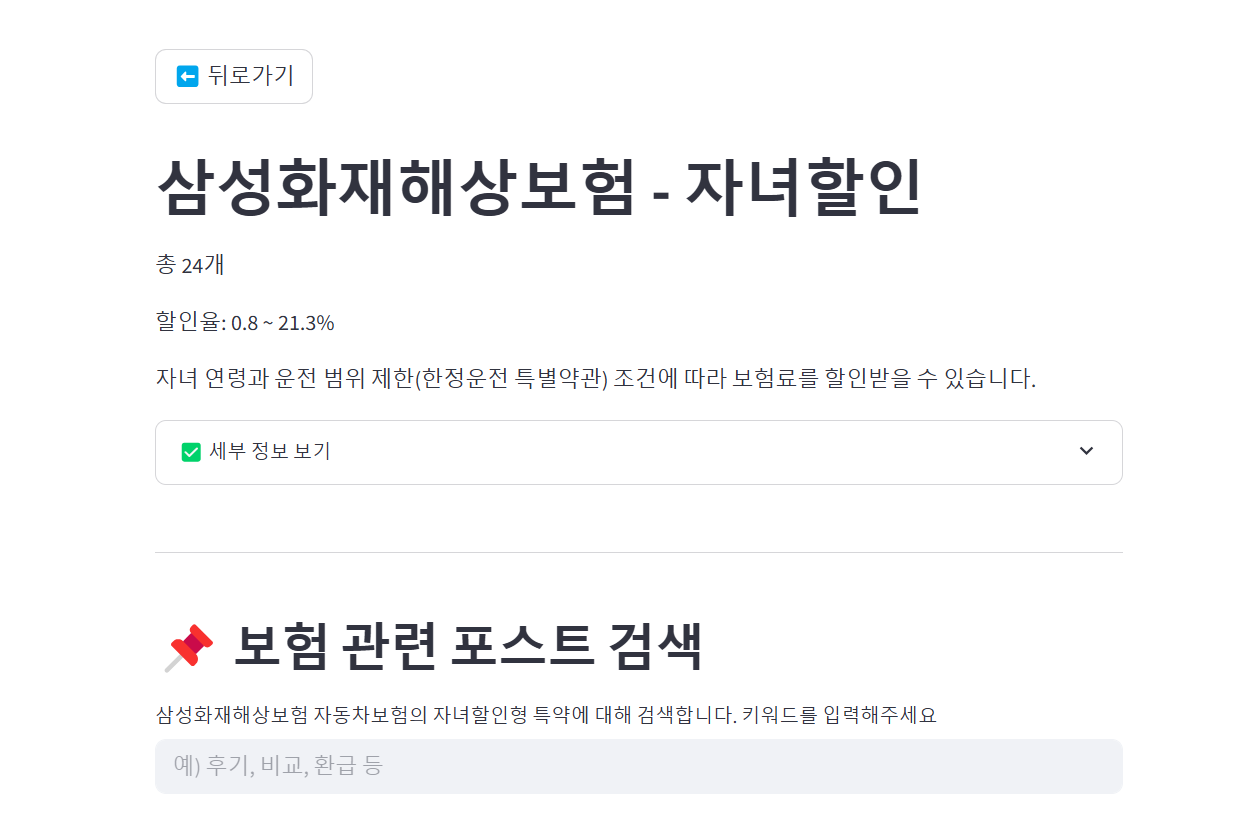 ⬅️ 뒤로가기
삼성화재해상보험 - 자녀할인
총 24개
할인율: 0.8 ~ 21.3%
자녀 연령과 운전 범위 제한(한정운전 특별약관) 조건에 따라 보험료를 할인받을 수 있습니다.
✅ 세부 정보 보기
📌 보험 관련 포스트 검색
삼성화재해상보험 자동차보험의 자녀할인형 특약에 대해 검색합니다. 키워드를 입력해주세요
예) 후기, 비교, 환급 등